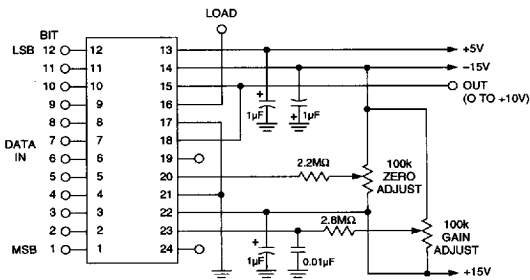 LOAD
BIT
LSB 12 12 13 +5V
11 11 14 –15V
10 10 15 OUT
(O TO +10V)
9 9 16
8 8 17 + 1µF 1µF +
DATA IN
7 7 18
6 6 19
5 5 20 2.2MΩ 100k ZERO ADJUST
4 4 21
3 3 22
2 2 23 2.8MΩ 100k GAIN ADJUST
MSB 1 1 24 + 1µF 0.01µF
+15V